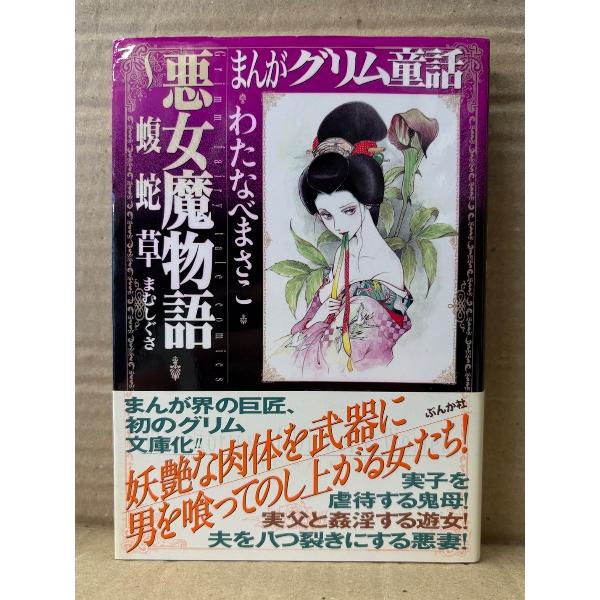 まんがグリム童話
わたなべまさこ
Grimm fairy tale comics
悪女魔物語
蝮蛇草
まむしぐさ
まんが界の巨匠、
初のグリム
文庫化!!
ぶんか社
妖艶な肉体を武器に
男を喰ってのし上がる女たち!
実子を
虐待する鬼母!
実父と姦淫する遊女!
夫を八つ裂きにする悪妻!